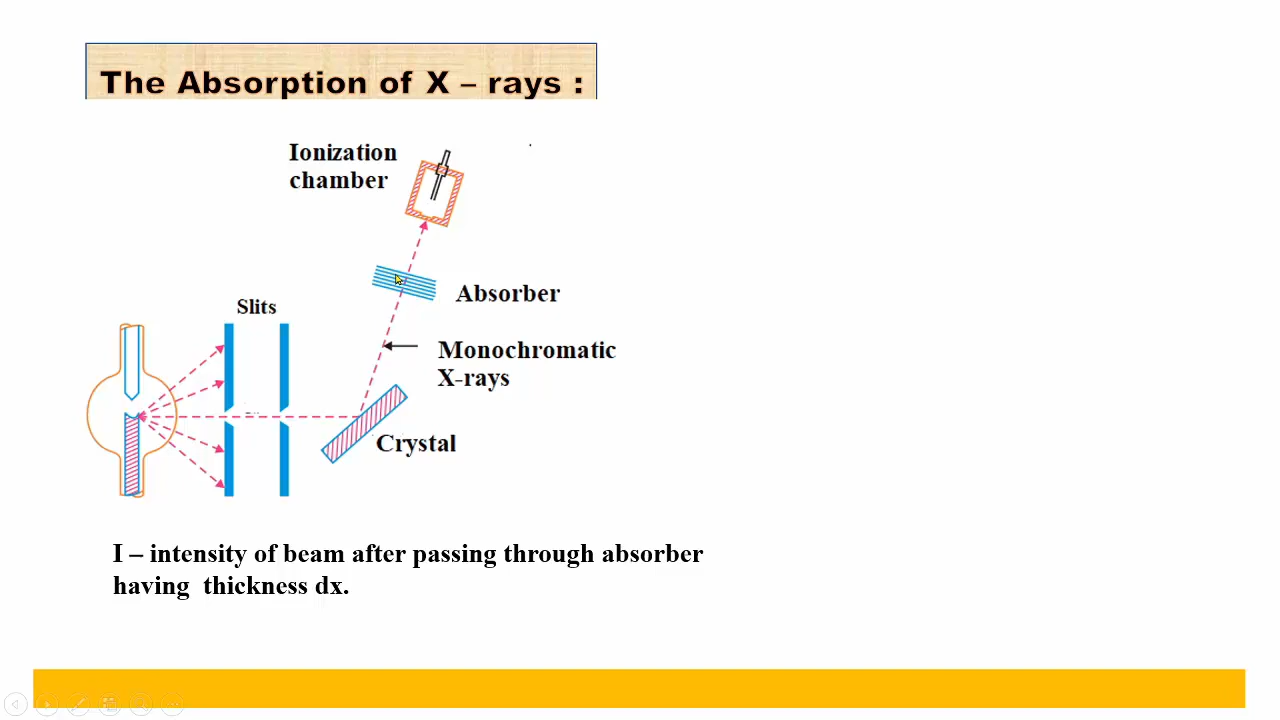 The Absorption of X – rays :
Ionization
chamber
Absorber
Slits
Monochromatic
X-rays
Crystal
I – intensity of beam after passing through absorber
having thickness dx.